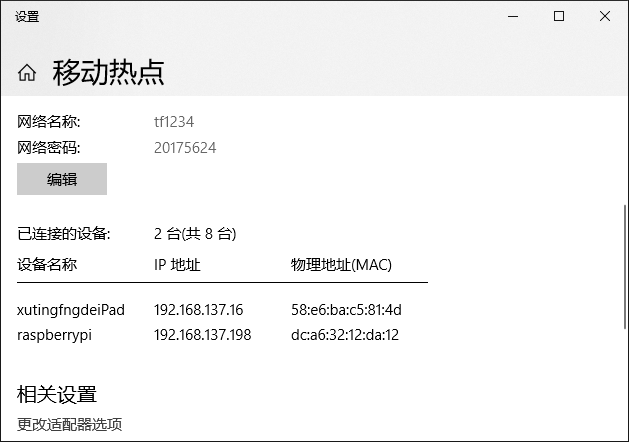 设置
移动热点
网络名称: tf1234
网络密码: 20175624
编辑
已连接的设备: 2 台(共 8 台)
设备名称 IP 地址 物理地址(MAC)
xutingfngdeiPad 192.168.137.16 58:e6:ba:c5:81:4d
raspberrypi 192.168.137.198 dc:a6:32:12:da:12
相关设置
更改适配器选项